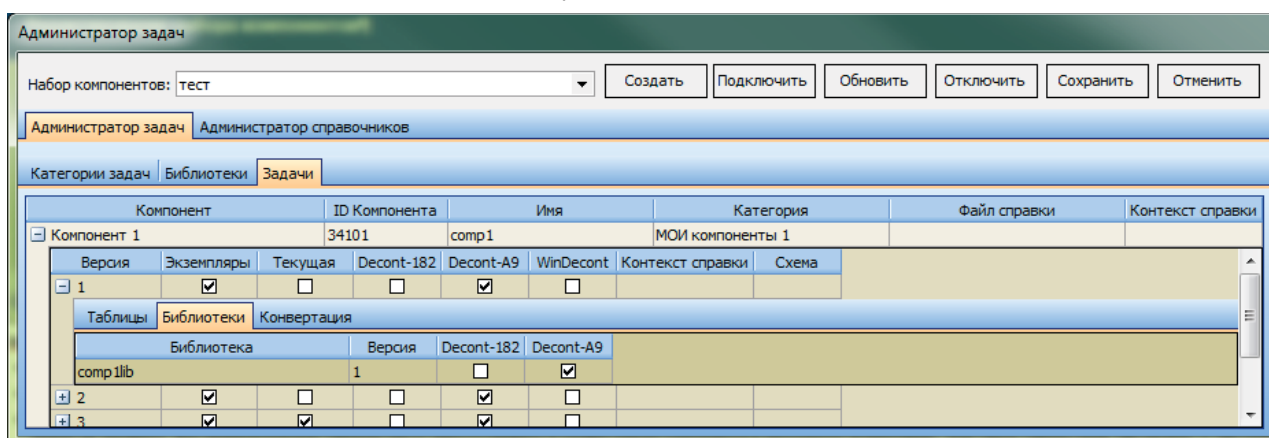 Администратор задач
Набор компонентов: тест Создать Подключить Обновить Отключить Сохранить Отменить
Администратор задач Администратор справочников
Категории задач Библиотеки Задачи
Компонент ID Компонента Имя Категория Файл справки Контекст справки
Компонент 1 34101 comp1 МОИ компоненты 1
Версия Экземпляры Текущая Decont-182 Decont-A9 WinDecont Контекст справки Схема
1
Таблицы Библиотеки Конвертация
Библиотека Версия Decont-182 Decont-A9
comp1lib 1
2
3